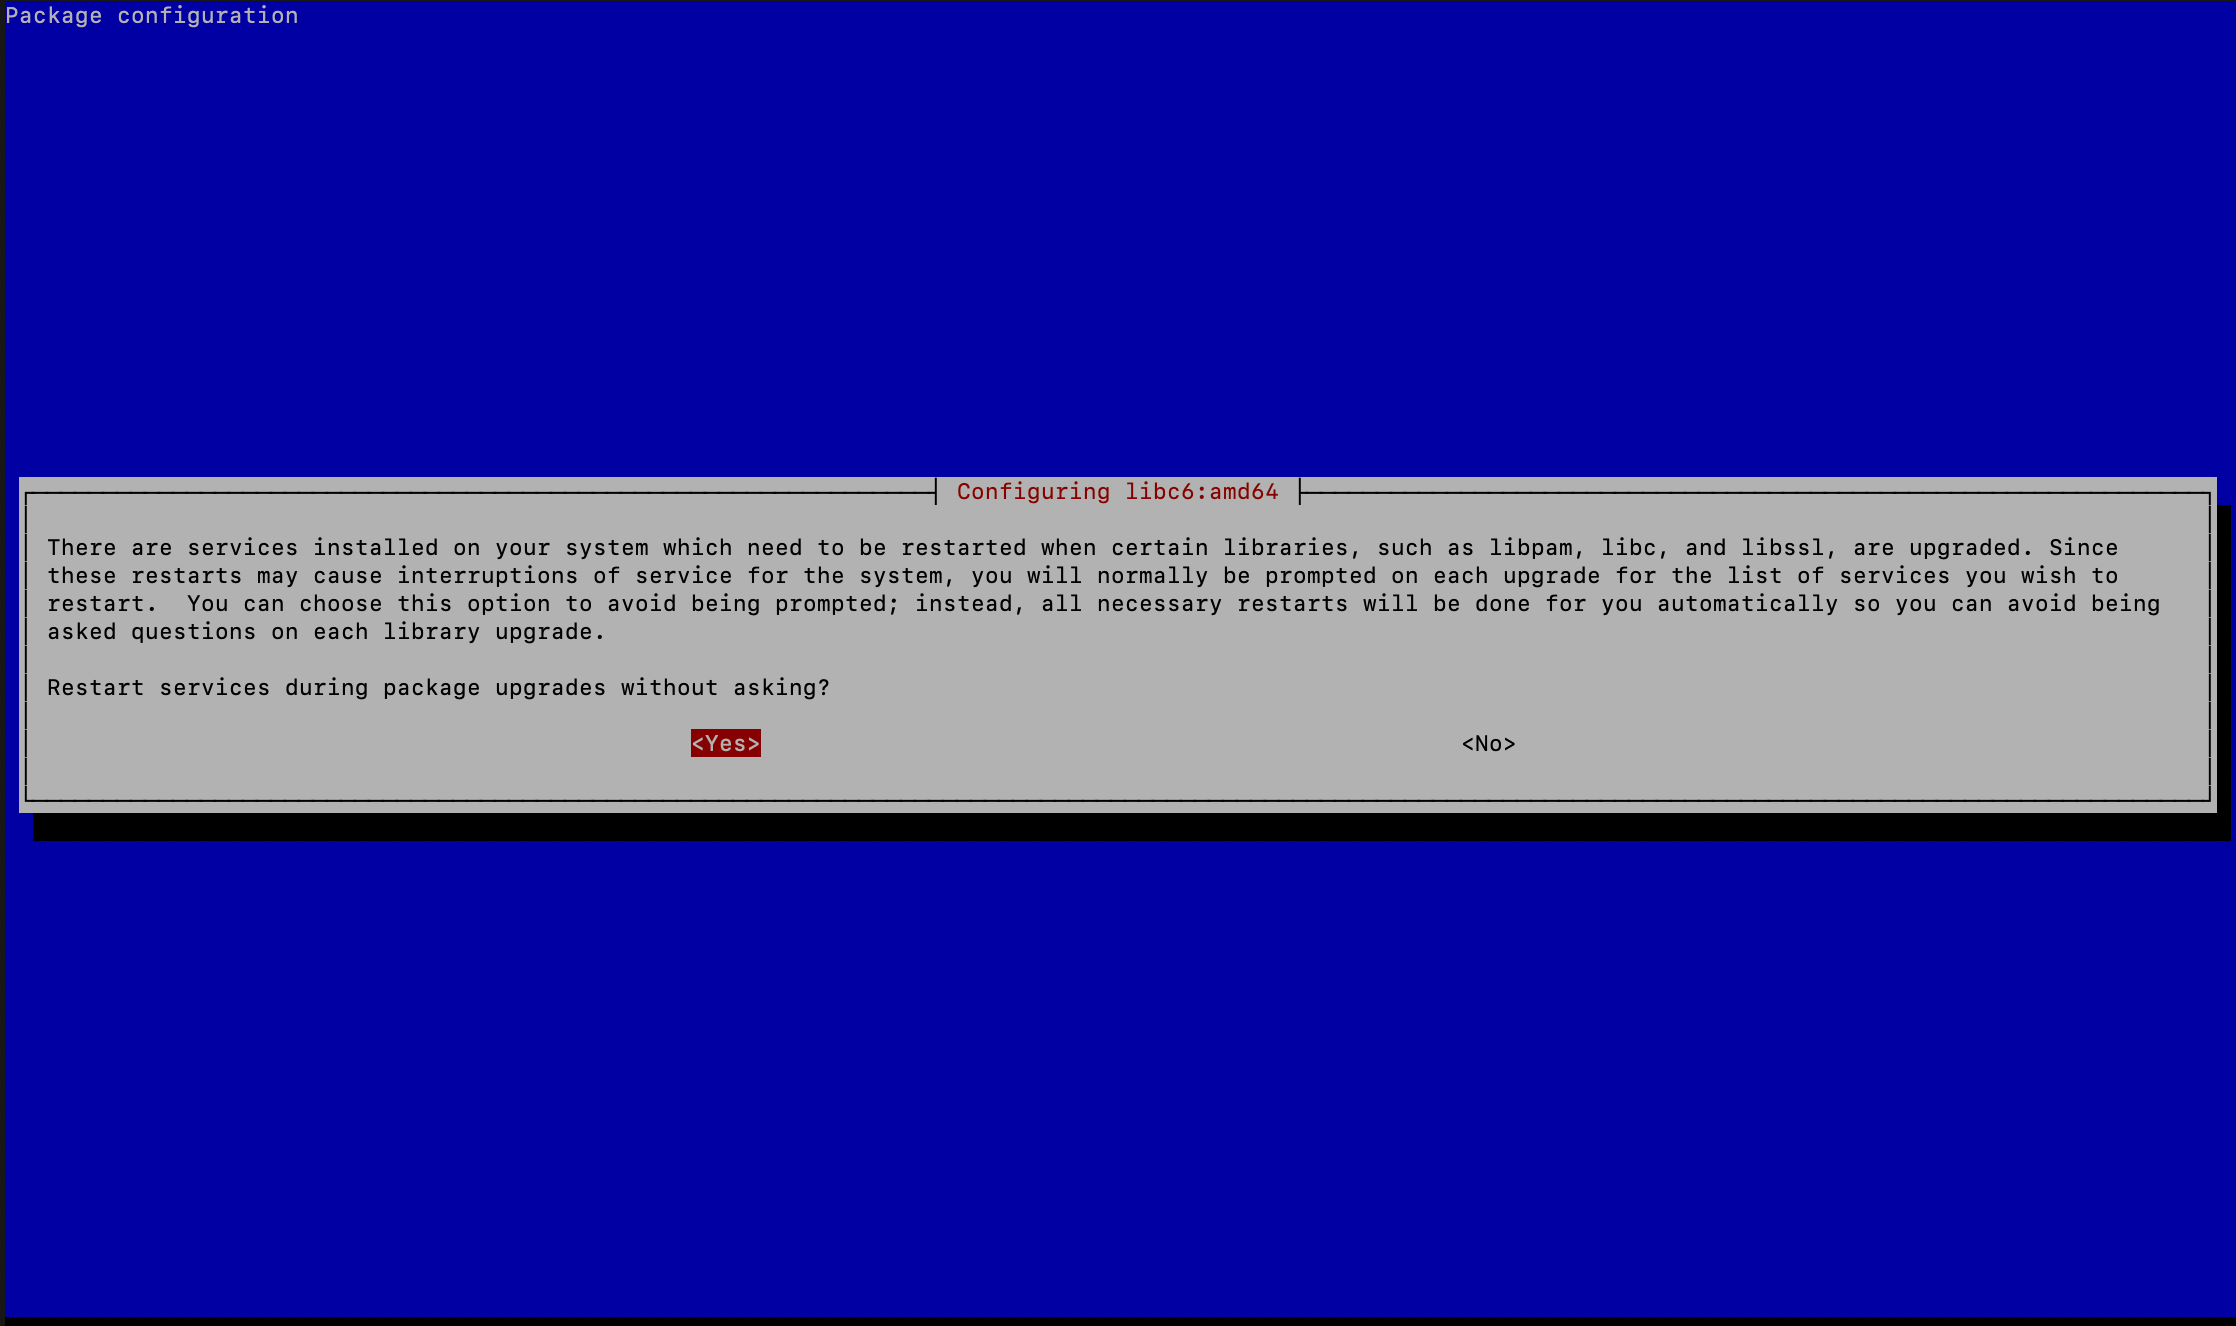 Package configuration
Configuring libc6:amd64
There are services installed on your system which need to be restarted when certain libraries, such as libpam, libc, and libssl, are upgraded. Since
these restarts may cause interruptions of service for the system, you will normally be prompted on each upgrade for the list of services you wish to
restart.  You can choose this option to avoid being prompted; instead, all necessary restarts will be done for you automatically so you can avoid being
asked questions on each library upgrade.
Restart services during package upgrades without asking?
<Yes> <No>